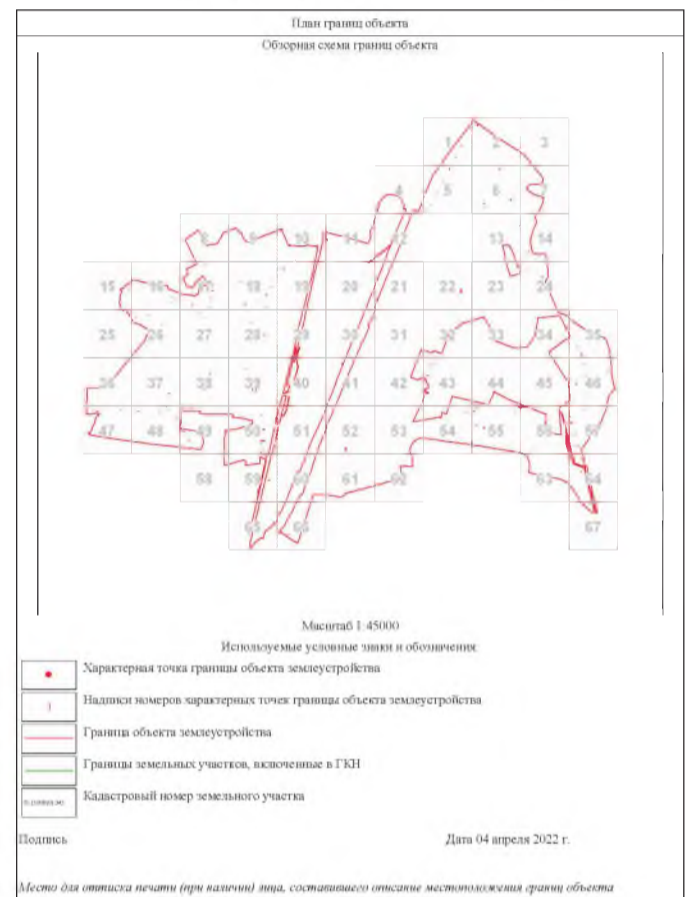 План границ объекта
Обзорная схема границ объекта
1 2 3
4 5 6 7
8 9 10 11 12 13 14
15 16 17 18 19 20 21 22 23 24
25 26 27 28 29 30 31 32 33 34 35
36 37 38 39 40 41 42 43 44 45 46
47 48 49 50 51 52 53 54 55 56
58 59 60 61 62 63 64
65 66 67
Масштаб 1 45000
Используемые условные знаки и обозначения
Характерная точка границы объекта землеустройства
1
Надписи номеров характерных точек границы объекта землеустройства
Граница объекта землеустройства
Границы земельных участков, включенные в ГКН
Кадастровый номер земельного участка
Подпись Дата 04 апреля 2022 г.
Место для оттиска печати (при наличии) лица, составившего описание местоположения границ объекта